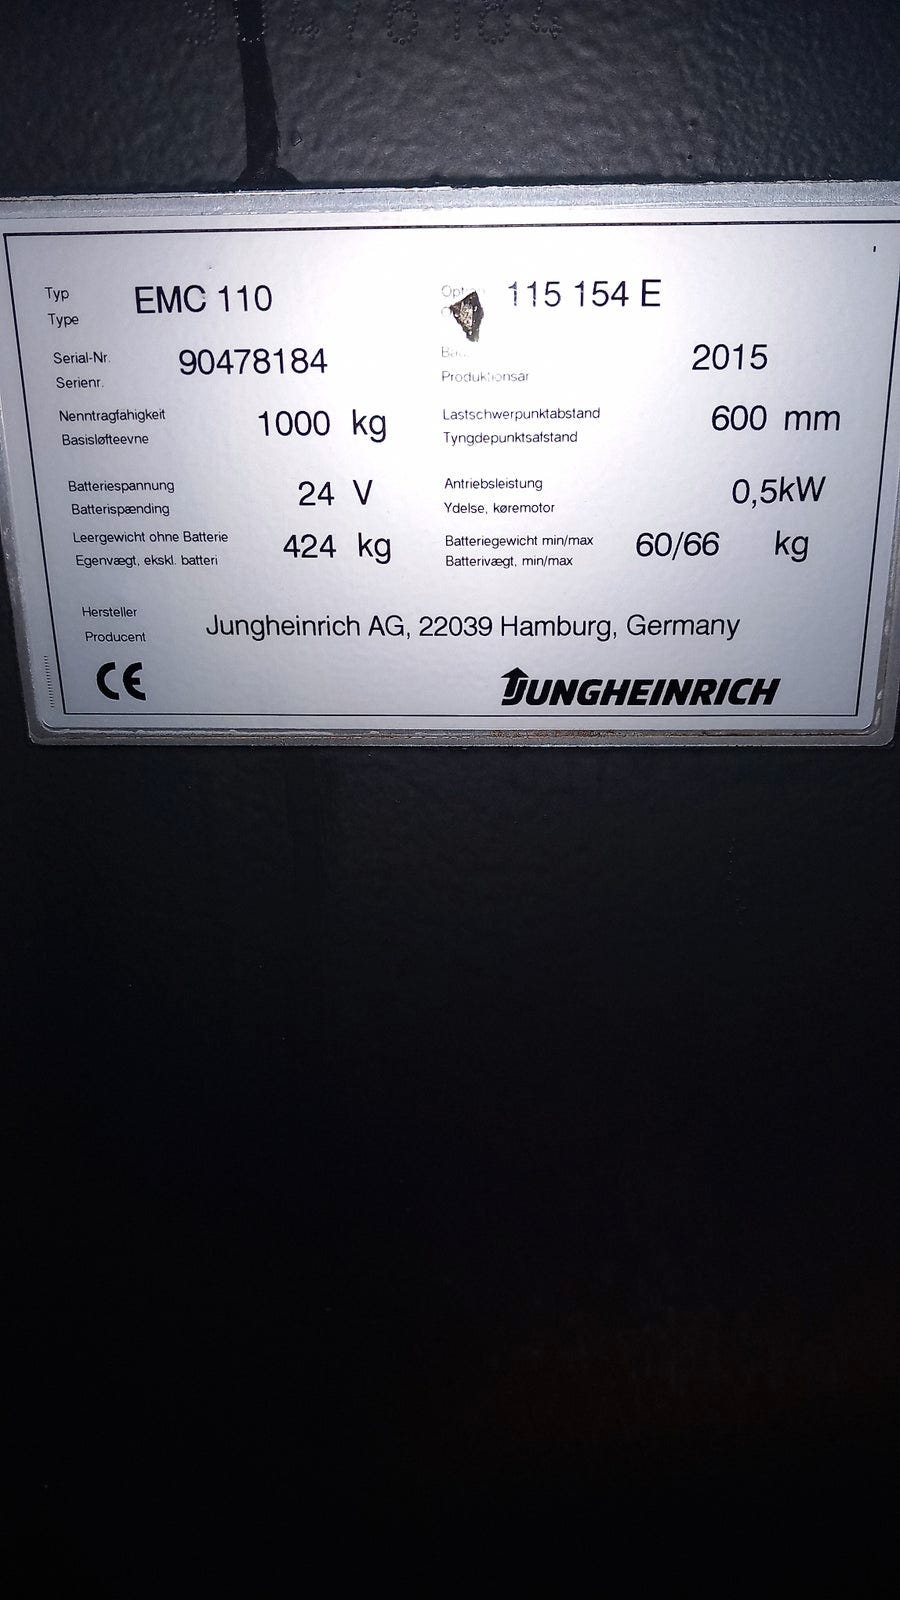 90478184
Typ EMC 110 115 154 E
Type
Serial-Nr. 90478184 2015
Serienr. Produktionsår
Nenntragfähigkeit 1000 kg Lastschwerpunktabstand 600 mm
Basisløfteevne Tyngdepunktsafstand
Batteriespannung 24 V Antriebsleistung 0,5kW
Batterispænding Ydelse, køremotor
Leergewicht ohne Batterie 424 kg Batteriegewicht min/max 60/66 kg
Egenvægt, ekskl. batteri Batterivægt, min/max
Hersteller Jungheinrich AG, 22039 Hamburg, Germany
Producent
CE JUNGHEINRICH